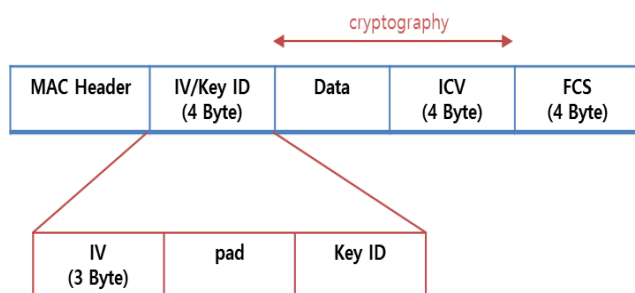 cryptography
MAC Header
IV/Key ID
(4 Byte)
Data
ICV
(4 Byte)
FCS
(4 Byte)
IV
(3 Byte)
pad
Key ID